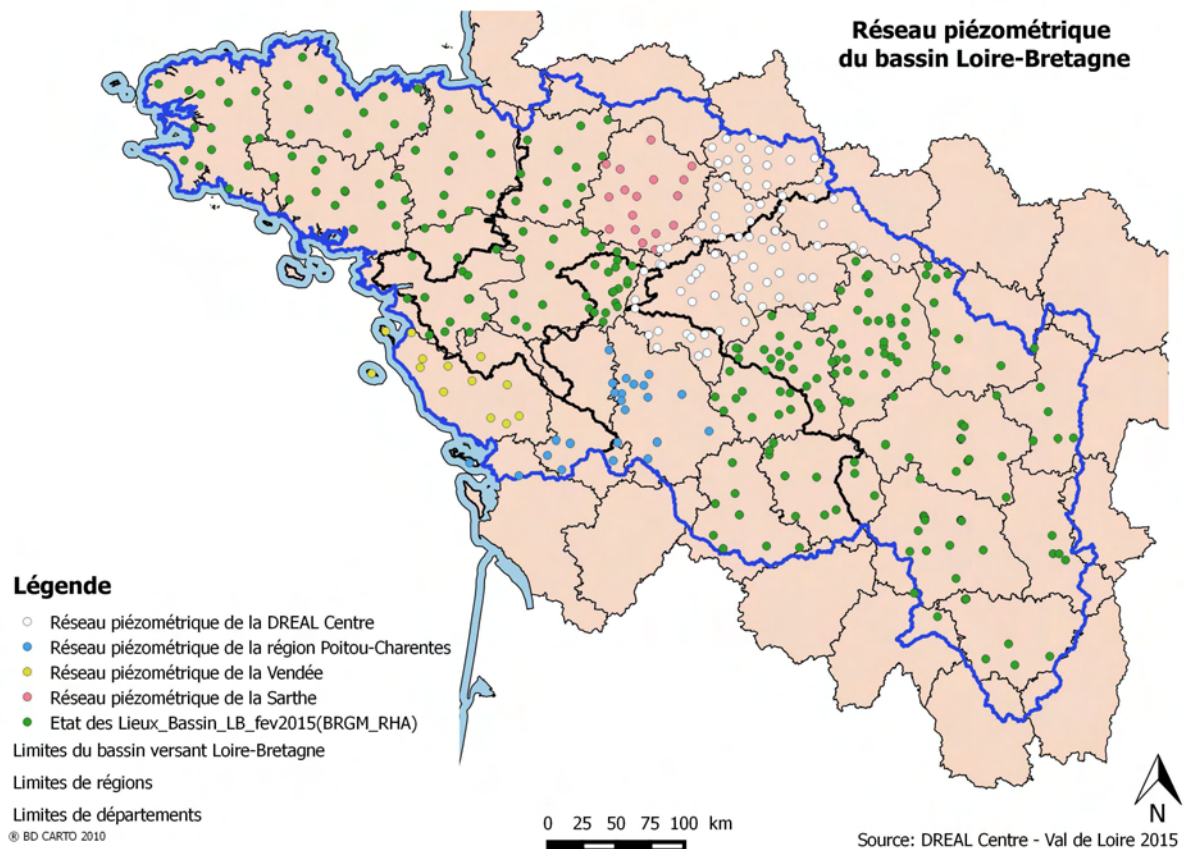 Réseau piézométrique
du bassin Loire-Bretagne
Légende
Réseau piézométrique de la DREAL Centre
Réseau piézométrique de la région Poitou-Charentes
Réseau piézométrique de la Vendée
Réseau piézométrique de la Sarthe
Etat des Lieux_Bassin_LB_fev2015(BRGM_RHA)
Limites du bassin versant Loire-Bretagne
Limites de régions
Limites de départements
® BD CARTO 2010
0 25 50 75 100 km
N
Source: DREAL Centre - Val de Loire 2015